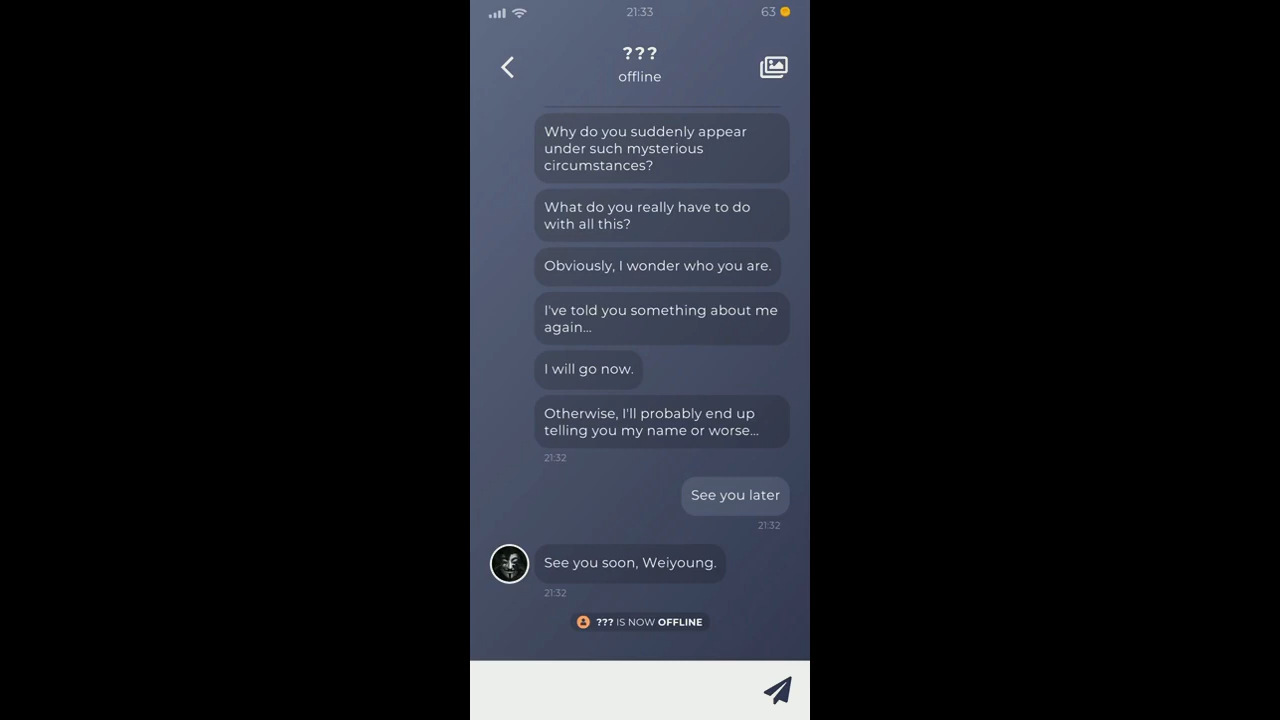 21:33
63
???
offline
Why do you suddenly appear
under such mysterious
circumstances?
What do you really have to do
with all this?
Obviously, I wonder who you are.
I've told you something about me
again...
I will go now.
Otherwise, I'll probably end up
telling you my name or worse...
21:32
See you later
21:32
See you soon, Weiyoung.
21:32
??? IS NOW OFFLINE